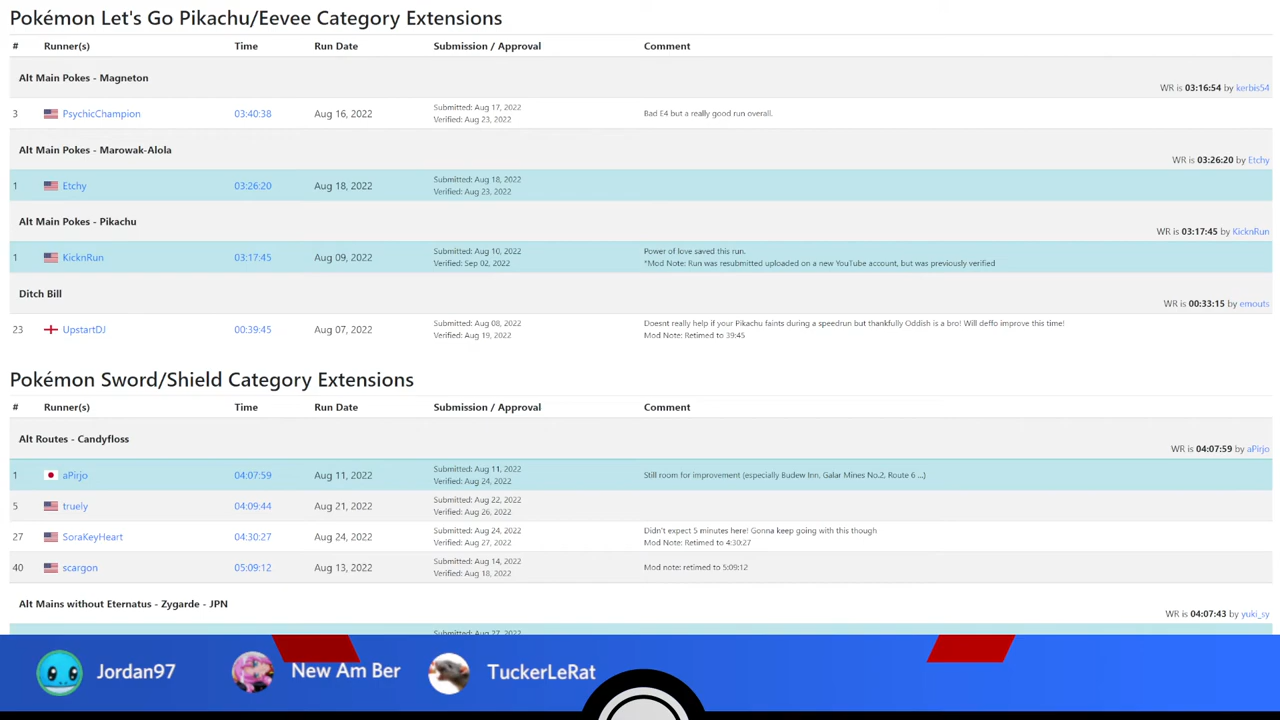 Pokémon Let's Go Pikachu/Eevee Category Extensions
# Runner(s) Time Run Date Submission / Approval Comment
Alt Main Pokes - Magneton
WR is 03:16:54 by kerbis54
3 PsychicChampion 03:40:38 Aug 16, 2022 Submitted: Aug 17, 2022 Bad E4 but a really good run overall.
Verified: Aug 23, 2022
Alt Main Pokes - Marowak-Alola
WR is 03:26:20 by Etchy
1 Etchy 03:26:20 Aug 18, 2022 Submitted: Aug 18, 2022
Verified: Aug 23, 2022
Alt Main Pokes - Pikachu
WR is 03:17:45 by KicknRun
1 KicknRun 03:17:45 Aug 09, 2022 Submitted: Aug 10, 2022 Power of love saved this run.
Verified: Sep 02, 2022 *Mod Note: Run was resubmitted uploaded on a new YouTube account, but was previously verified
Ditch Bill
WR is 00:33:15 by emouts
23 UpstartDJ 00:39:45 Aug 07, 2022 Submitted: Aug 08, 2022 Doesnt really help if your Pikachu faints during a speedrun but thankfully Oddish is a bro! Will deffo improve this time!
Verified: Aug 19, 2022 Mod Note: Retimed to 39:45
Pokémon Sword/Shield Category Extensions
# Runner(s) Time Run Date Submission / Approval Comment
Alt Routes - Candyfloss
WR is 04:07:59 by aPirjo
1 aPirjo 04:07:59 Aug 11, 2022 Submitted: Aug 11, 2022 Still room for improvement (especially Budew Inn, Galar Mines No.2, Route 6 ...)
Verified: Aug 24, 2022
5 truely 04:09:44 Aug 21, 2022 Submitted: Aug 22, 2022
Verified: Aug 26, 2022
27 SoraKeyHeart 04:30:27 Aug 24, 2022 Submitted: Aug 24, 2022 Didn't expect 5 minutes here! Gonna keep going with this though
Verified: Aug 27, 2022 Mod Note: Retimed to 4:30:27
40 scargon 05:09:12 Aug 13, 2022 Submitted: Aug 14, 2022 Mod note: retimed to 5:09:12
Verified: Aug 18, 2022
Alt Mains without Eternatus - Zygarde - JPN
WR is 04:07:43 by yuki_sy
Submitted: Aug 27, 2022
Jordan97 New Am Ber TuckerLeRat